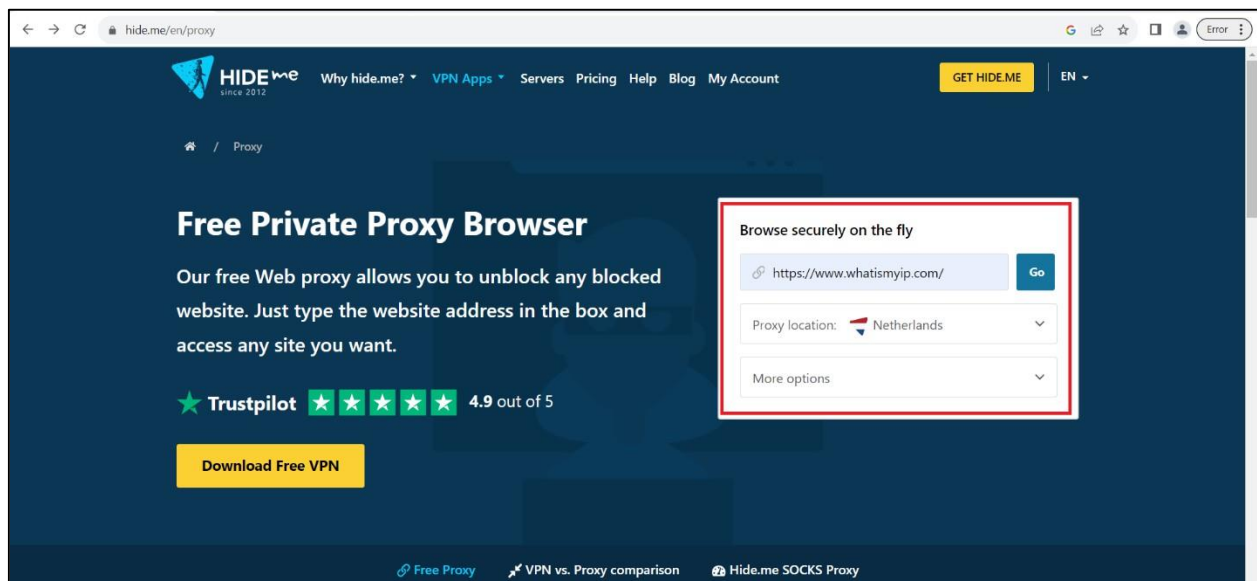 hide.me/en/proxy
Error
HIDE me
since 2012
Why hide.me?
VPN Apps
Servers
Pricing
Help
Blog
My Account
GET HIDE.ME
EN
/ Proxy
Free Private Proxy Browser
Our free Web proxy allows you to unblock any blocked
website. Just type the website address in the box and
access any site you want.
Trustpilot
4.9 out of 5
Download Free VPN
Browse securely on the fly
https://www.whatismyip.com/
Go
Proxy location:
Netherlands
More options
Free Proxy
VPN vs. Proxy comparison
Hide.me SOCKS Proxy